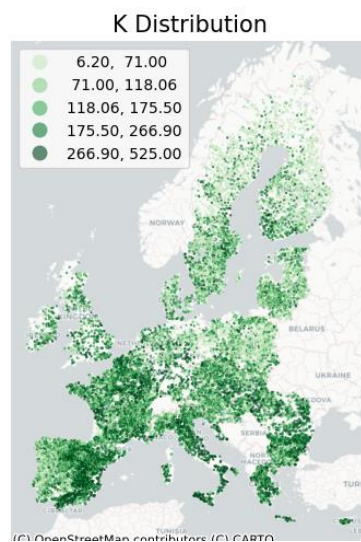 K Distribution
6.20, 71.00
71.00, 118.06
118.06, 175.50
175.50, 266.90
266.90, 525.00
NORWAY
BELARUS
UKRAINE
SERBIA
TUNISIA
(C) OpenStreetMap contributors (C) CARTO